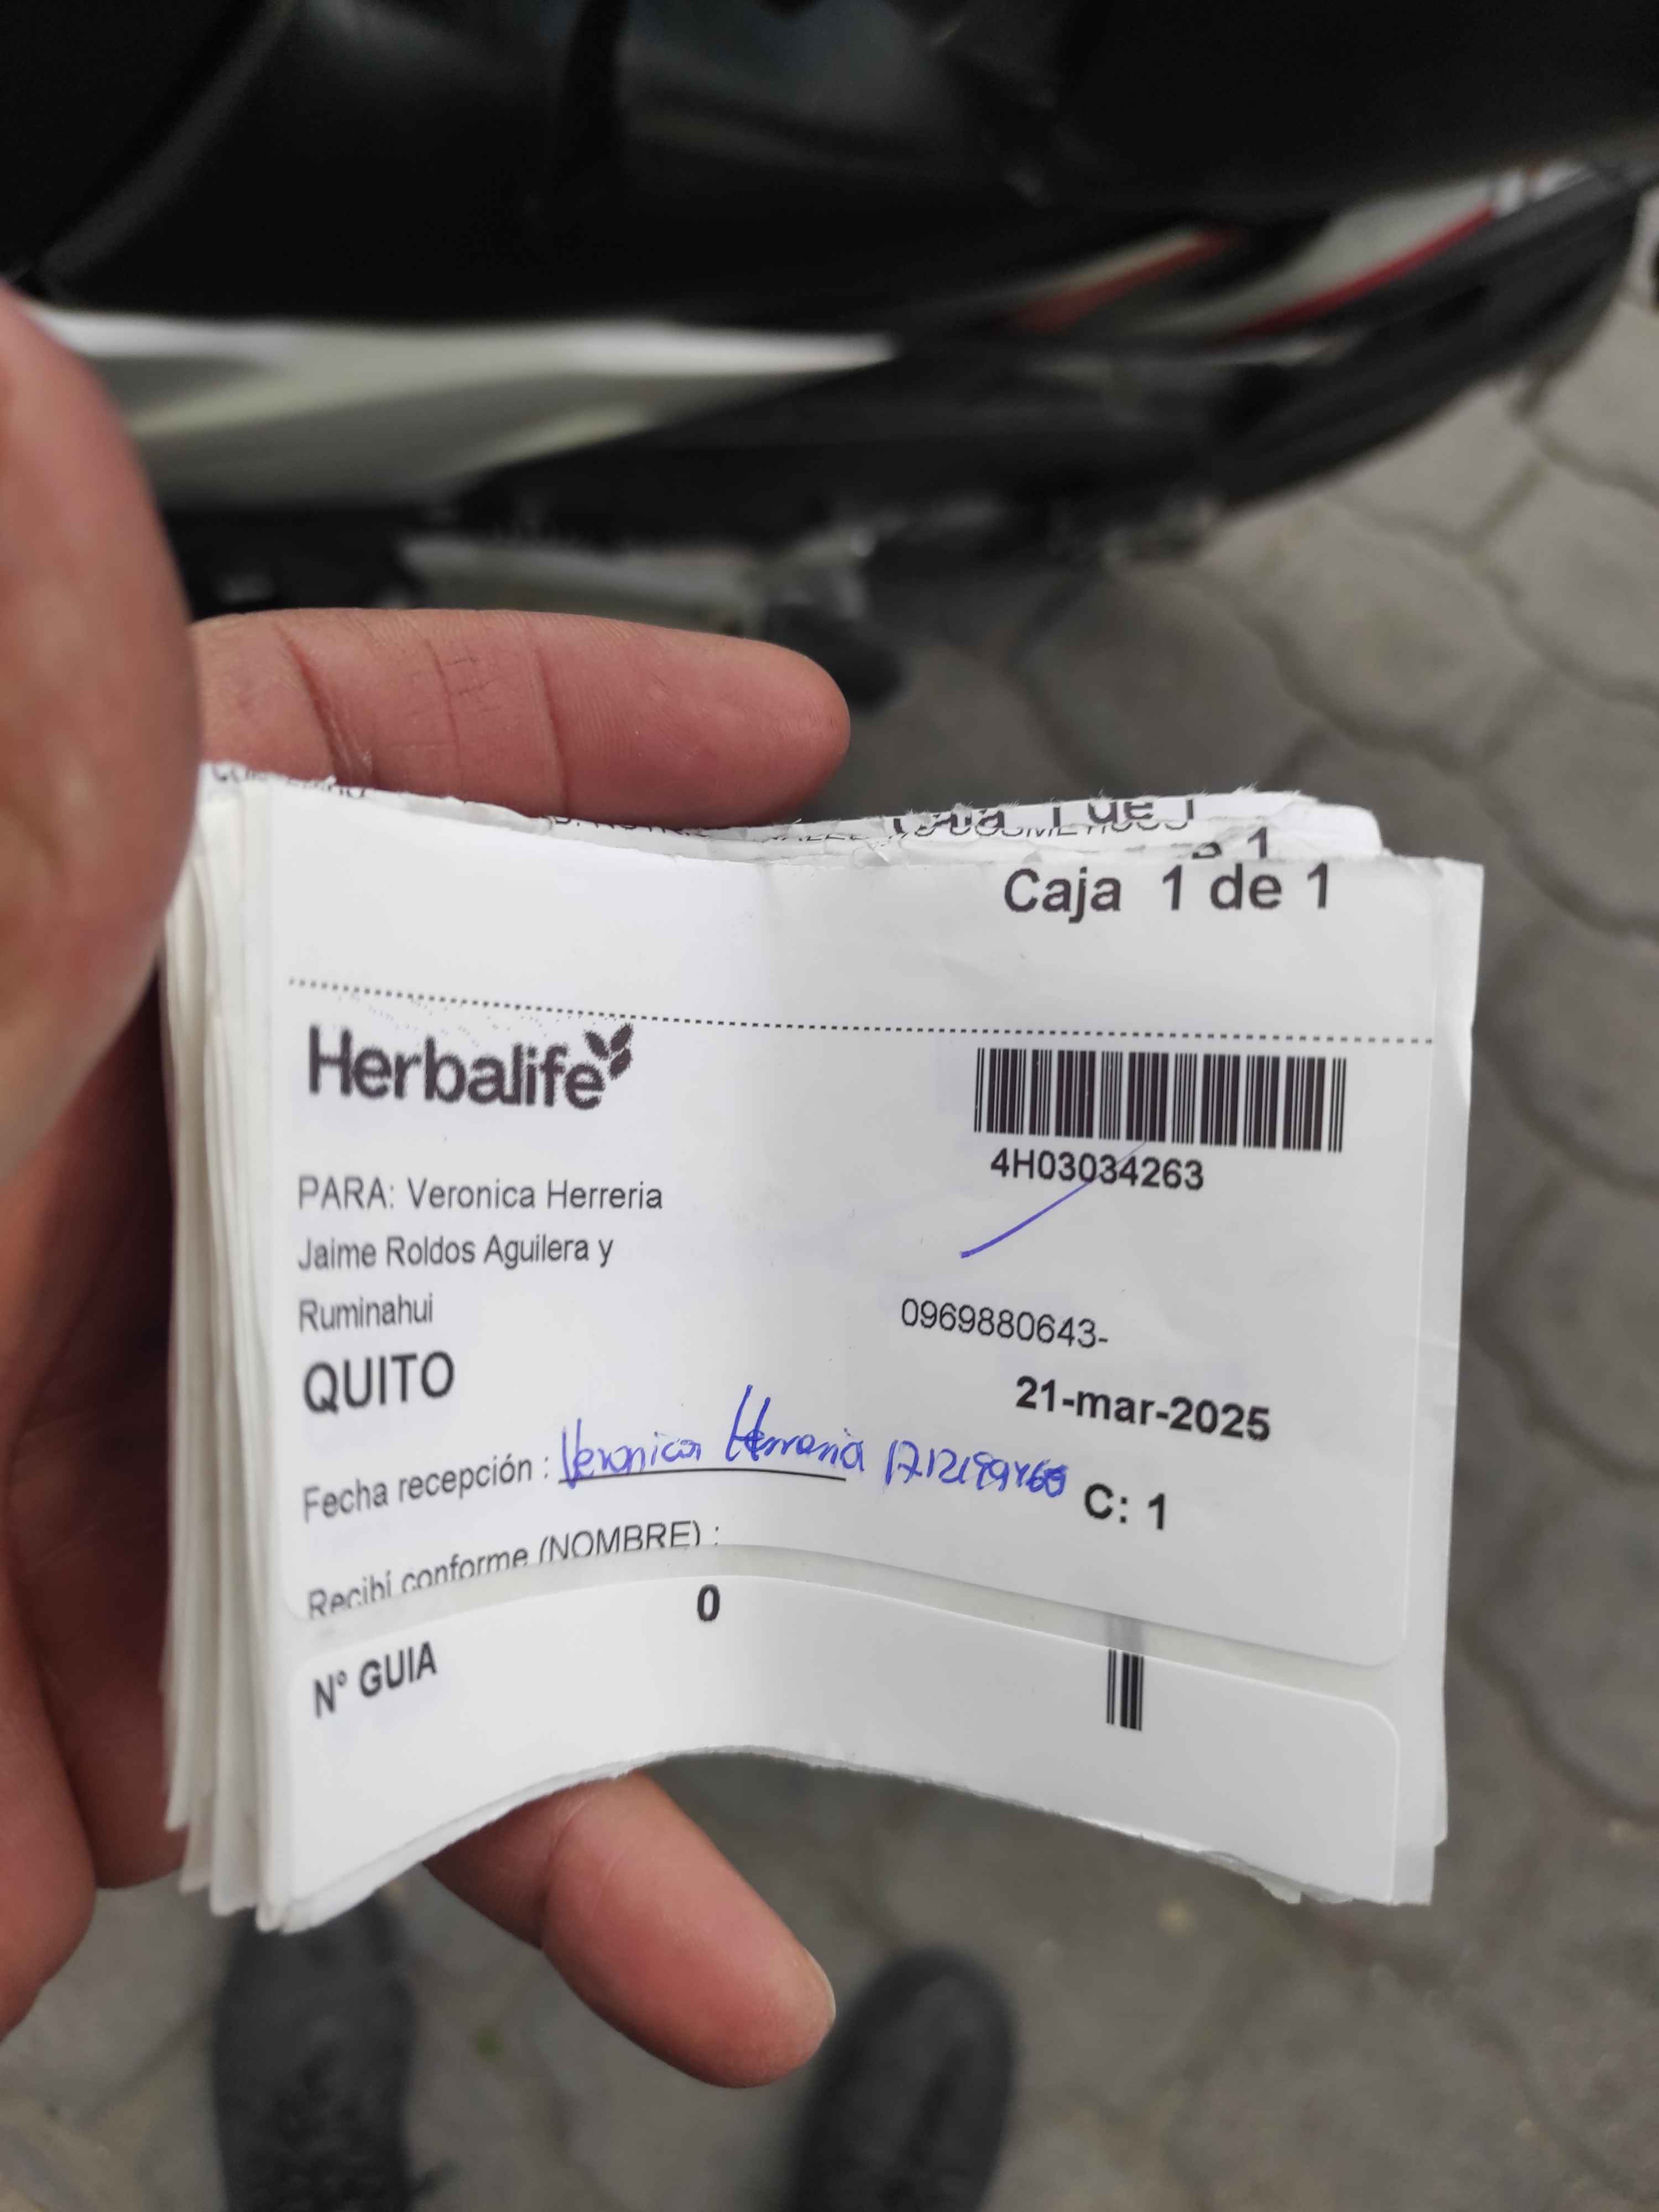 Caja 1 de 1
Herbalife
4H03034263
PARA: Veronica Herreria
Jaime Roldos Aguilera y
Ruminahui
0969880643-
QUITO
21-mar-2025
Fecha recepción : Veronica Herreria
C: 1
Recibí conforme (NOMBRE) :
N° GUIA 0